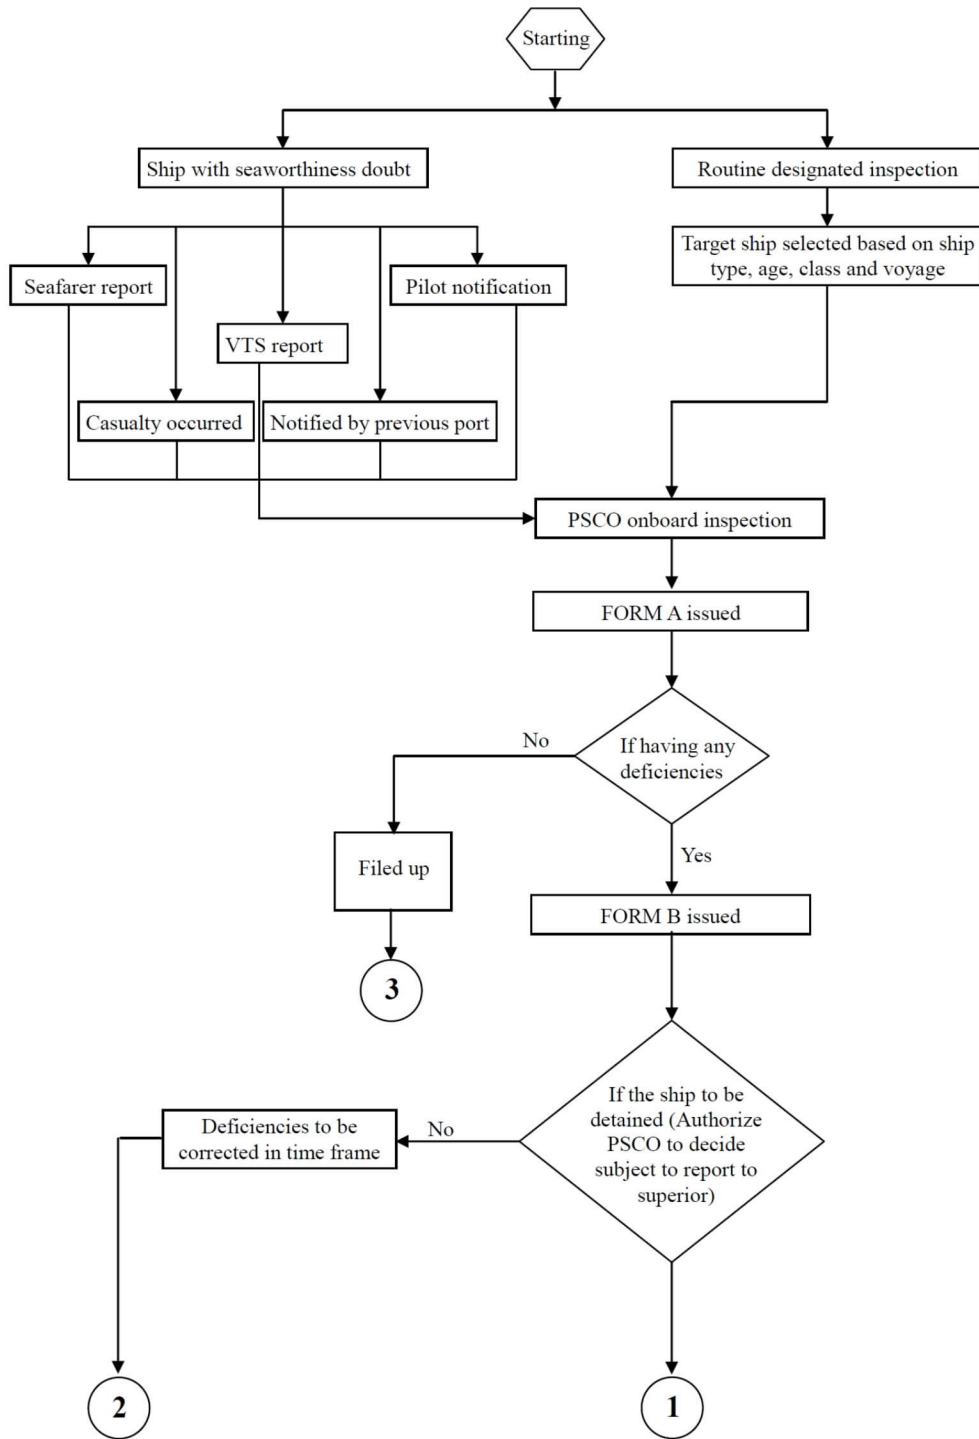 Starting
Ship with seaworthiness doubt
Routine designated inspection
Target ship selected based on ship
type, age, class and voyage
Seafarer report
Pilot notification
VTS report
Casualty occurred
Notified by previous port
PSCO onboard inspection
FORM A issued
If having any
deficiencies
No
Yes
Filed up
FORM B issued
3
If the ship to be
detained (Authorize
PSCO to decide
subject to report to
superior)
No
Deficiencies to be
corrected in time frame
2
1